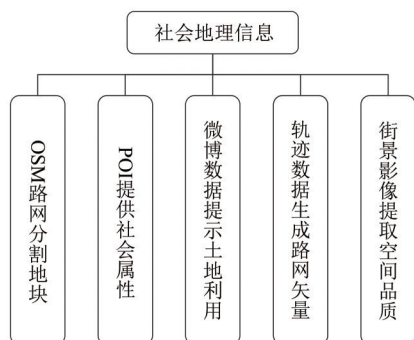 社会地理信息
OSM路网分割地块
POI提供社会属性
微博数据提示土地利用
轨迹数据生成路网矢量
街景影像提取空间品质